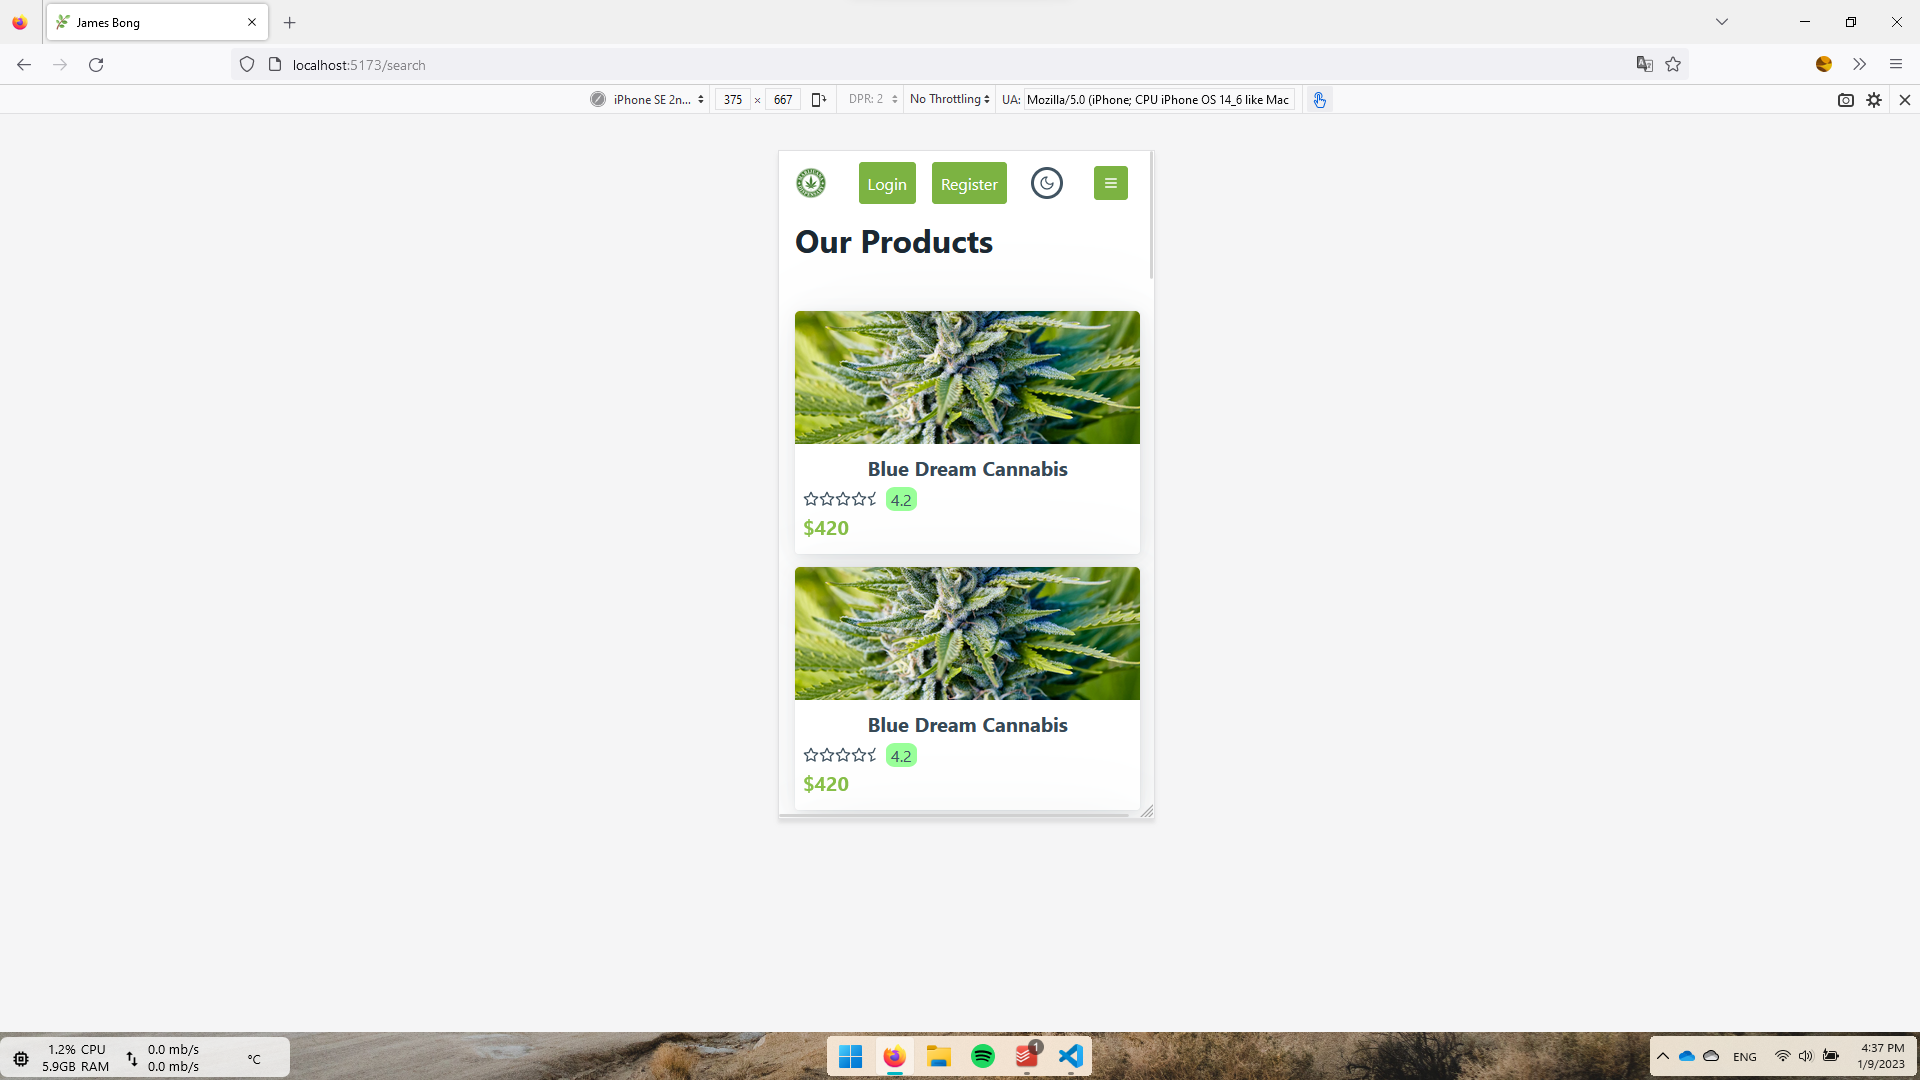 James Bong
localhost:5173/search
iPhone SE 2n... 375 × 667 DPR: 2 No Throttling UA: Mozilla/5.0 (iPhone; CPU iPhone OS 14_6 like Mac
Login Register
Our Products
Blue Dream Cannabis
4.2
$420
Blue Dream Cannabis
4.2
$420
1.2% CPU 0.0 mb/s
5.9GB RAM 0.0 mb/s
°C
1
ENG
4:37 PM
1/9/2023